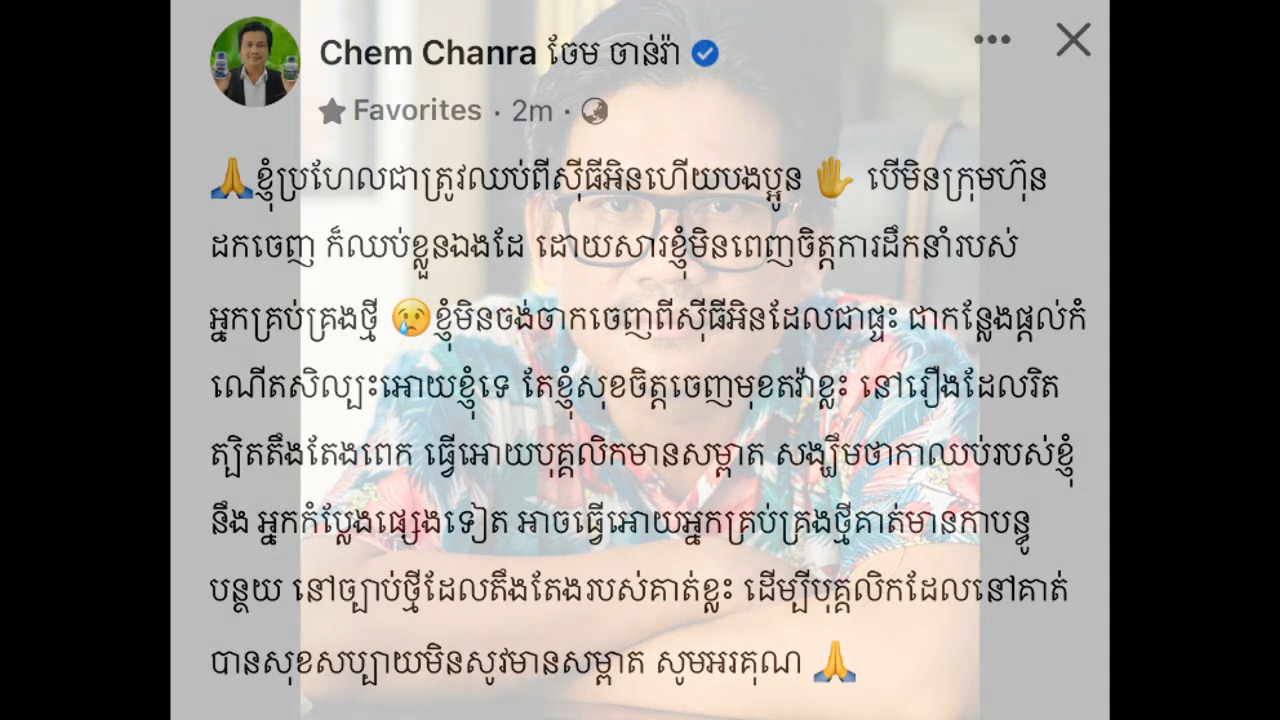 Chem Chanra ចែម ចាន់រ៉ា
Favorites · 2m ·
🙏ខ្ញុំប្រហែលជាត្រូវឈប់ពីស៊ីធីអិនហើយបងប្អូន 🤚 បើមិនក្រុមហ៊ុន
ដកចេញ ក៏ឈប់ខ្លួនឯងដែ ដោយសារខ្ញុំមិនពេញចិត្តការដឹកនាំរបស់
អ្នកគ្រប់គ្រងថ្មី 😢ខ្ញុំមិនចង់ចាកចេញពីស៊ីធីអិនដែលជាផ្ទះ ជាកន្លែងផ្តល់កំ
ណើតសិល្បះអោយខ្ញុំទេ តែខ្ញុំសុខចិត្តចេញមុខតវ៉ាខ្លះ នៅរឿងដែលរិត
ត្បិតតឹងតែងពេក ធ្វើអោយបុគ្គលិកមានសម្ពាត សង្ឃឹមថាកាឈប់របស់ខ្ញុំ
នឹង អ្នកកំប្លែងផ្សេងទៀត អាចធ្វើអោយអ្នកគ្រប់គ្រងថ្មីគាត់មានកាបន្ធូ
បន្ថយ នៅច្បាប់ថ្មីដែលតឹងតែងរបស់គាត់ខ្លះ ដើម្បីបុគ្គលិកដែលនៅគាត់
បានសុខសប្បាយមិនសូវមានសម្ពាត សូមអរគុណ 🙏